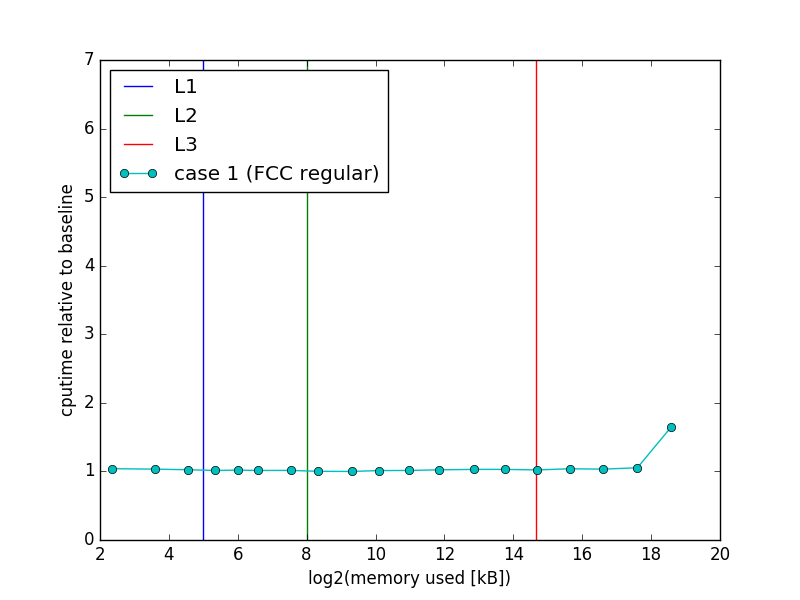 7
6
5
4
3
2
1
0
cputime relative to baseline
L1
L2
L3
case 1 (FCC regular)
2 4 6 8 10 12 14 16 18 20
log2(memory used [kB])